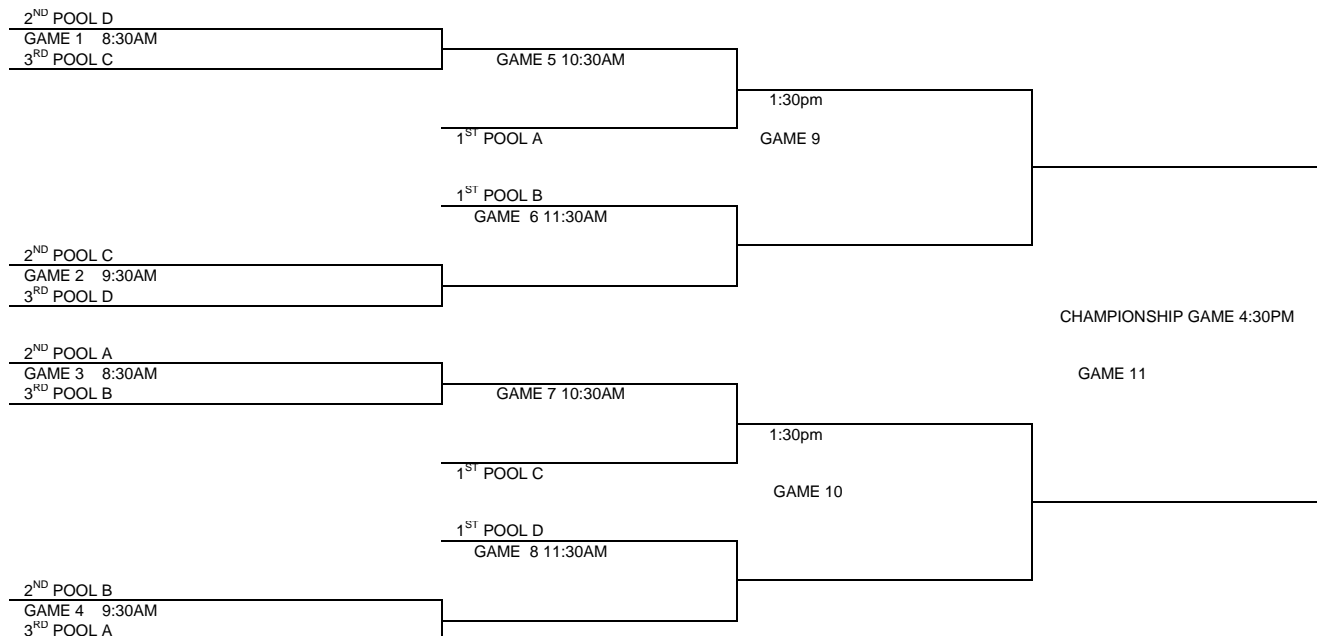 2ND POOL D
GAME 1 8:30AM
3RD POOL C
GAME 5 10:30AM
1:30pm
1ST POOL A
GAME 9
1ST POOL B
GAME 6 11:30AM
2ND POOL C
GAME 2 9:30AM
3RD POOL D
CHAMPIONSHIP GAME 4:30PM
2ND POOL A
GAME 3 8:30AM
GAME 11
3RD POOL B
GAME 7 10:30AM
1:30pm
1ST POOL C
GAME 10
1ST POOL D
GAME 8 11:30AM
2ND POOL B
GAME 4 9:30AM
3RD POOL A